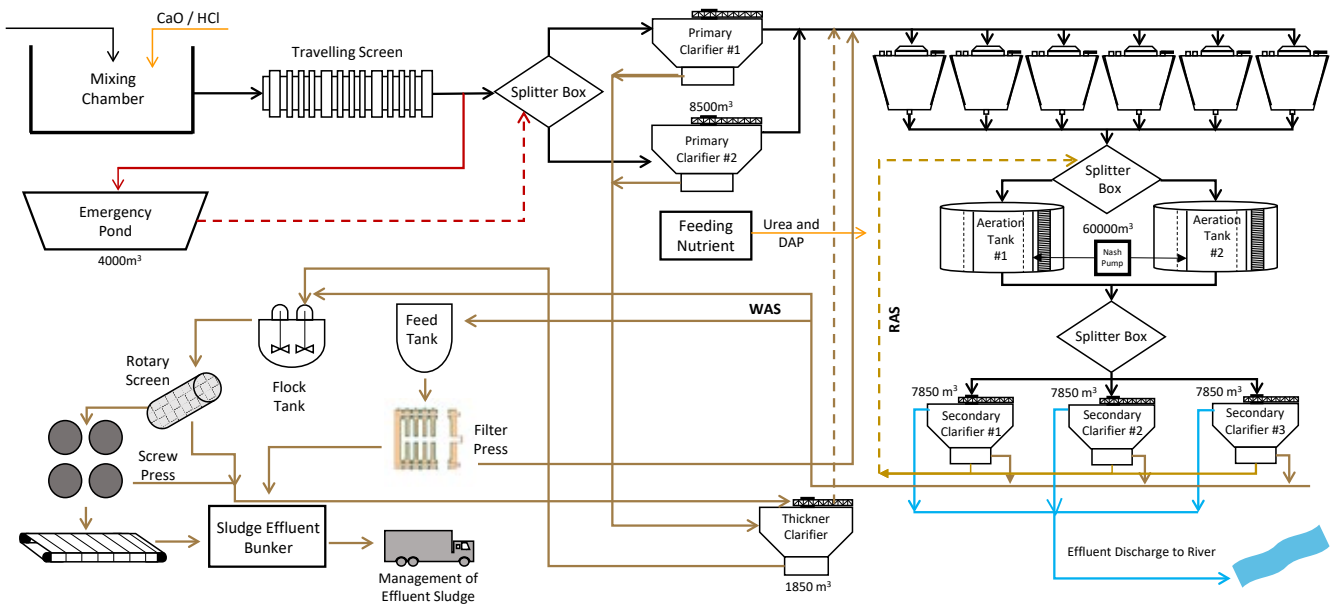 CaO / HCl
Mixing
Chamber
Travelling Screen
Splitter Box
Primary
Clarifier #1
8500m³
Primary
Clarifier #2
Emergency
Pond
4000m³
Feeding
Nutrient
Urea and
DAP
Splitter
Box
Aeration
Tank
#1
60000m³
Nash
Pump
Aeration
Tank
#2
RAS
WAS
Splitter Box
Feed
Tank
Flock
Tank
Rotary
Screen
Screw
Press
Filter
Press
7850 m³
Secondary
Clarifier #1
7850 m³
Secondary
Clarifier #2
7850 m³
Secondary
Clarifier #3
Sludge Effluent
Bunker
Management of
Effluent Sludge
Thickner
Clarifier
1850 m³
Effluent Discharge to River